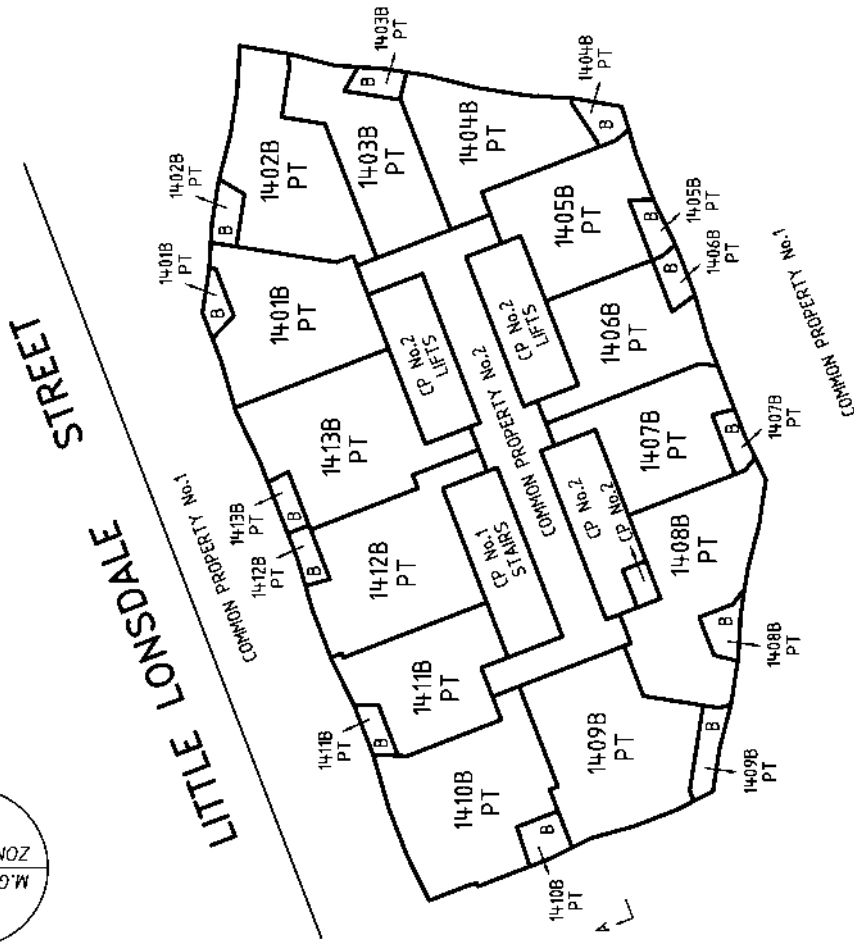 LITTLE LONSDALE STREET
COMMON PROPERTY No.1
1403B
PT
B
1404B
PT
B
1402B
PT
B
1402B
PT
1403B
PT
1404B
PT
1401B
PT
B
1401B
PT
1405B
PT
B
1405B
PT
1406B
PT
B
1406B
PT
CP No.2
LIFTS
CP No.2
LIFTS
COMMON PROPERTY No.2
COMMON PROPERTY No.1
1413B
PT
B
1413B
PT
1412B
PT
B
1412B
PT
1407B
PT
B
1407B
PT
CP No.1
STAIRS
CP No.2
CP No.2
1408B
PT
B
1408B
PT
1411B
PT
B
1411B
PT
1409B
PT
B
1409B
PT
1410B
PT
B
1410B
PT
A
M.G
ZON